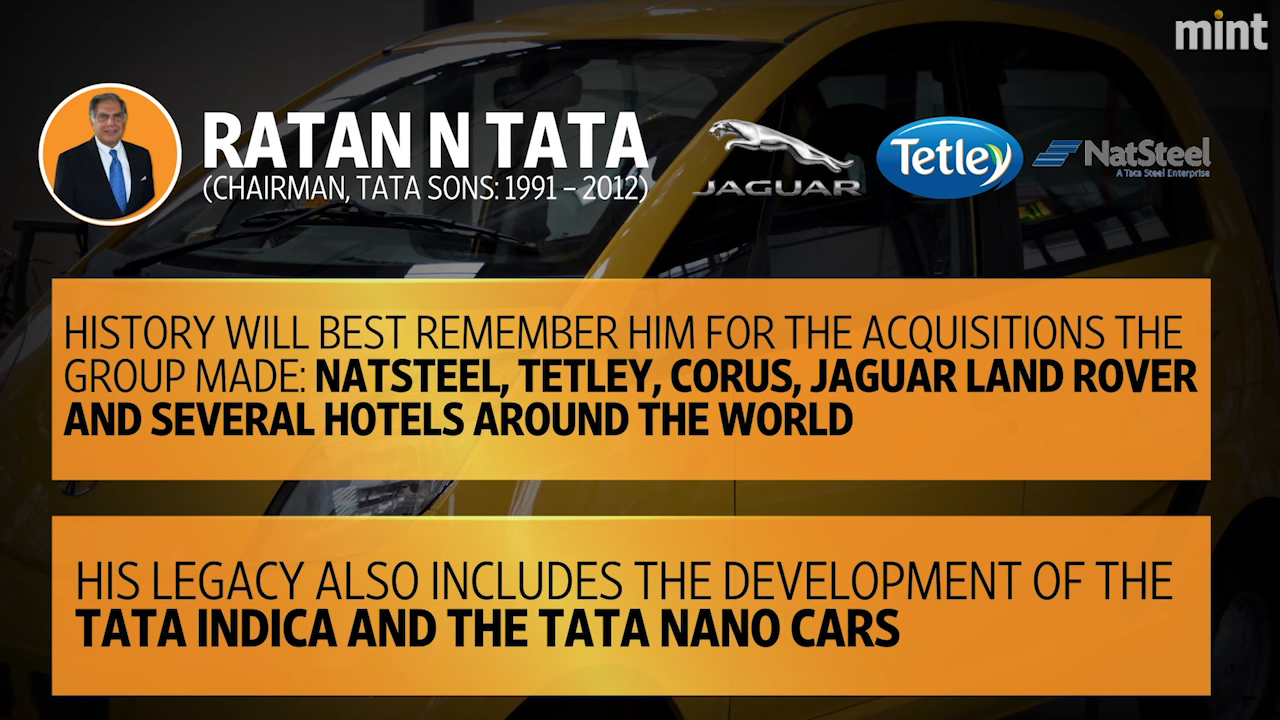 mint
RATAN N TATA
(CHAIRMAN, TATA SONS: 1991 – 2012)
JAGUAR
Tetley
NatSteel
A Tata Steel Enterprise
HISTORY WILL BEST REMEMBER HIM FOR THE ACQUISITIONS THE
GROUP MADE: NATSTEEL, TETLEY, CORUS, JAGUAR LAND ROVER
AND SEVERAL HOTELS AROUND THE WORLD
HIS LEGACY ALSO INCLUDES THE DEVELOPMENT OF THE
TATA INDICA AND THE TATA NANO CARS